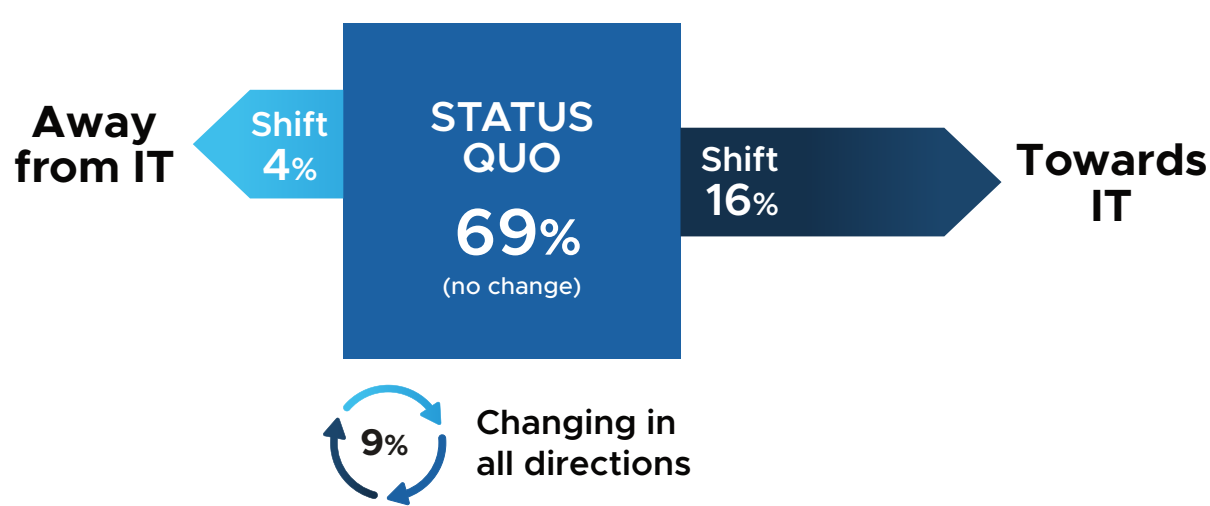 Away
from IT
Shift
4%
STATUS
QUO
69%
(no change)
Shift
16%
Towards
IT
9%
Changing in
all directions